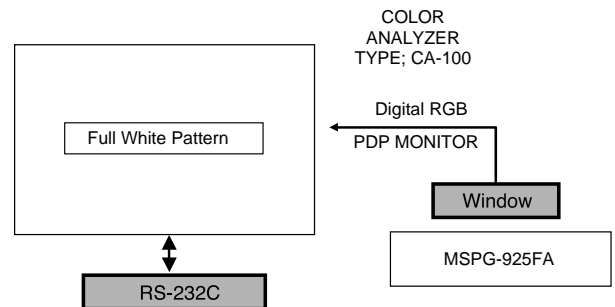 COLOR
ANALYZER
TYPE; CA-100
Full White Pattern
Digital RGB
PDP MONITOR
Window
MSPG-925FA
RS-232C